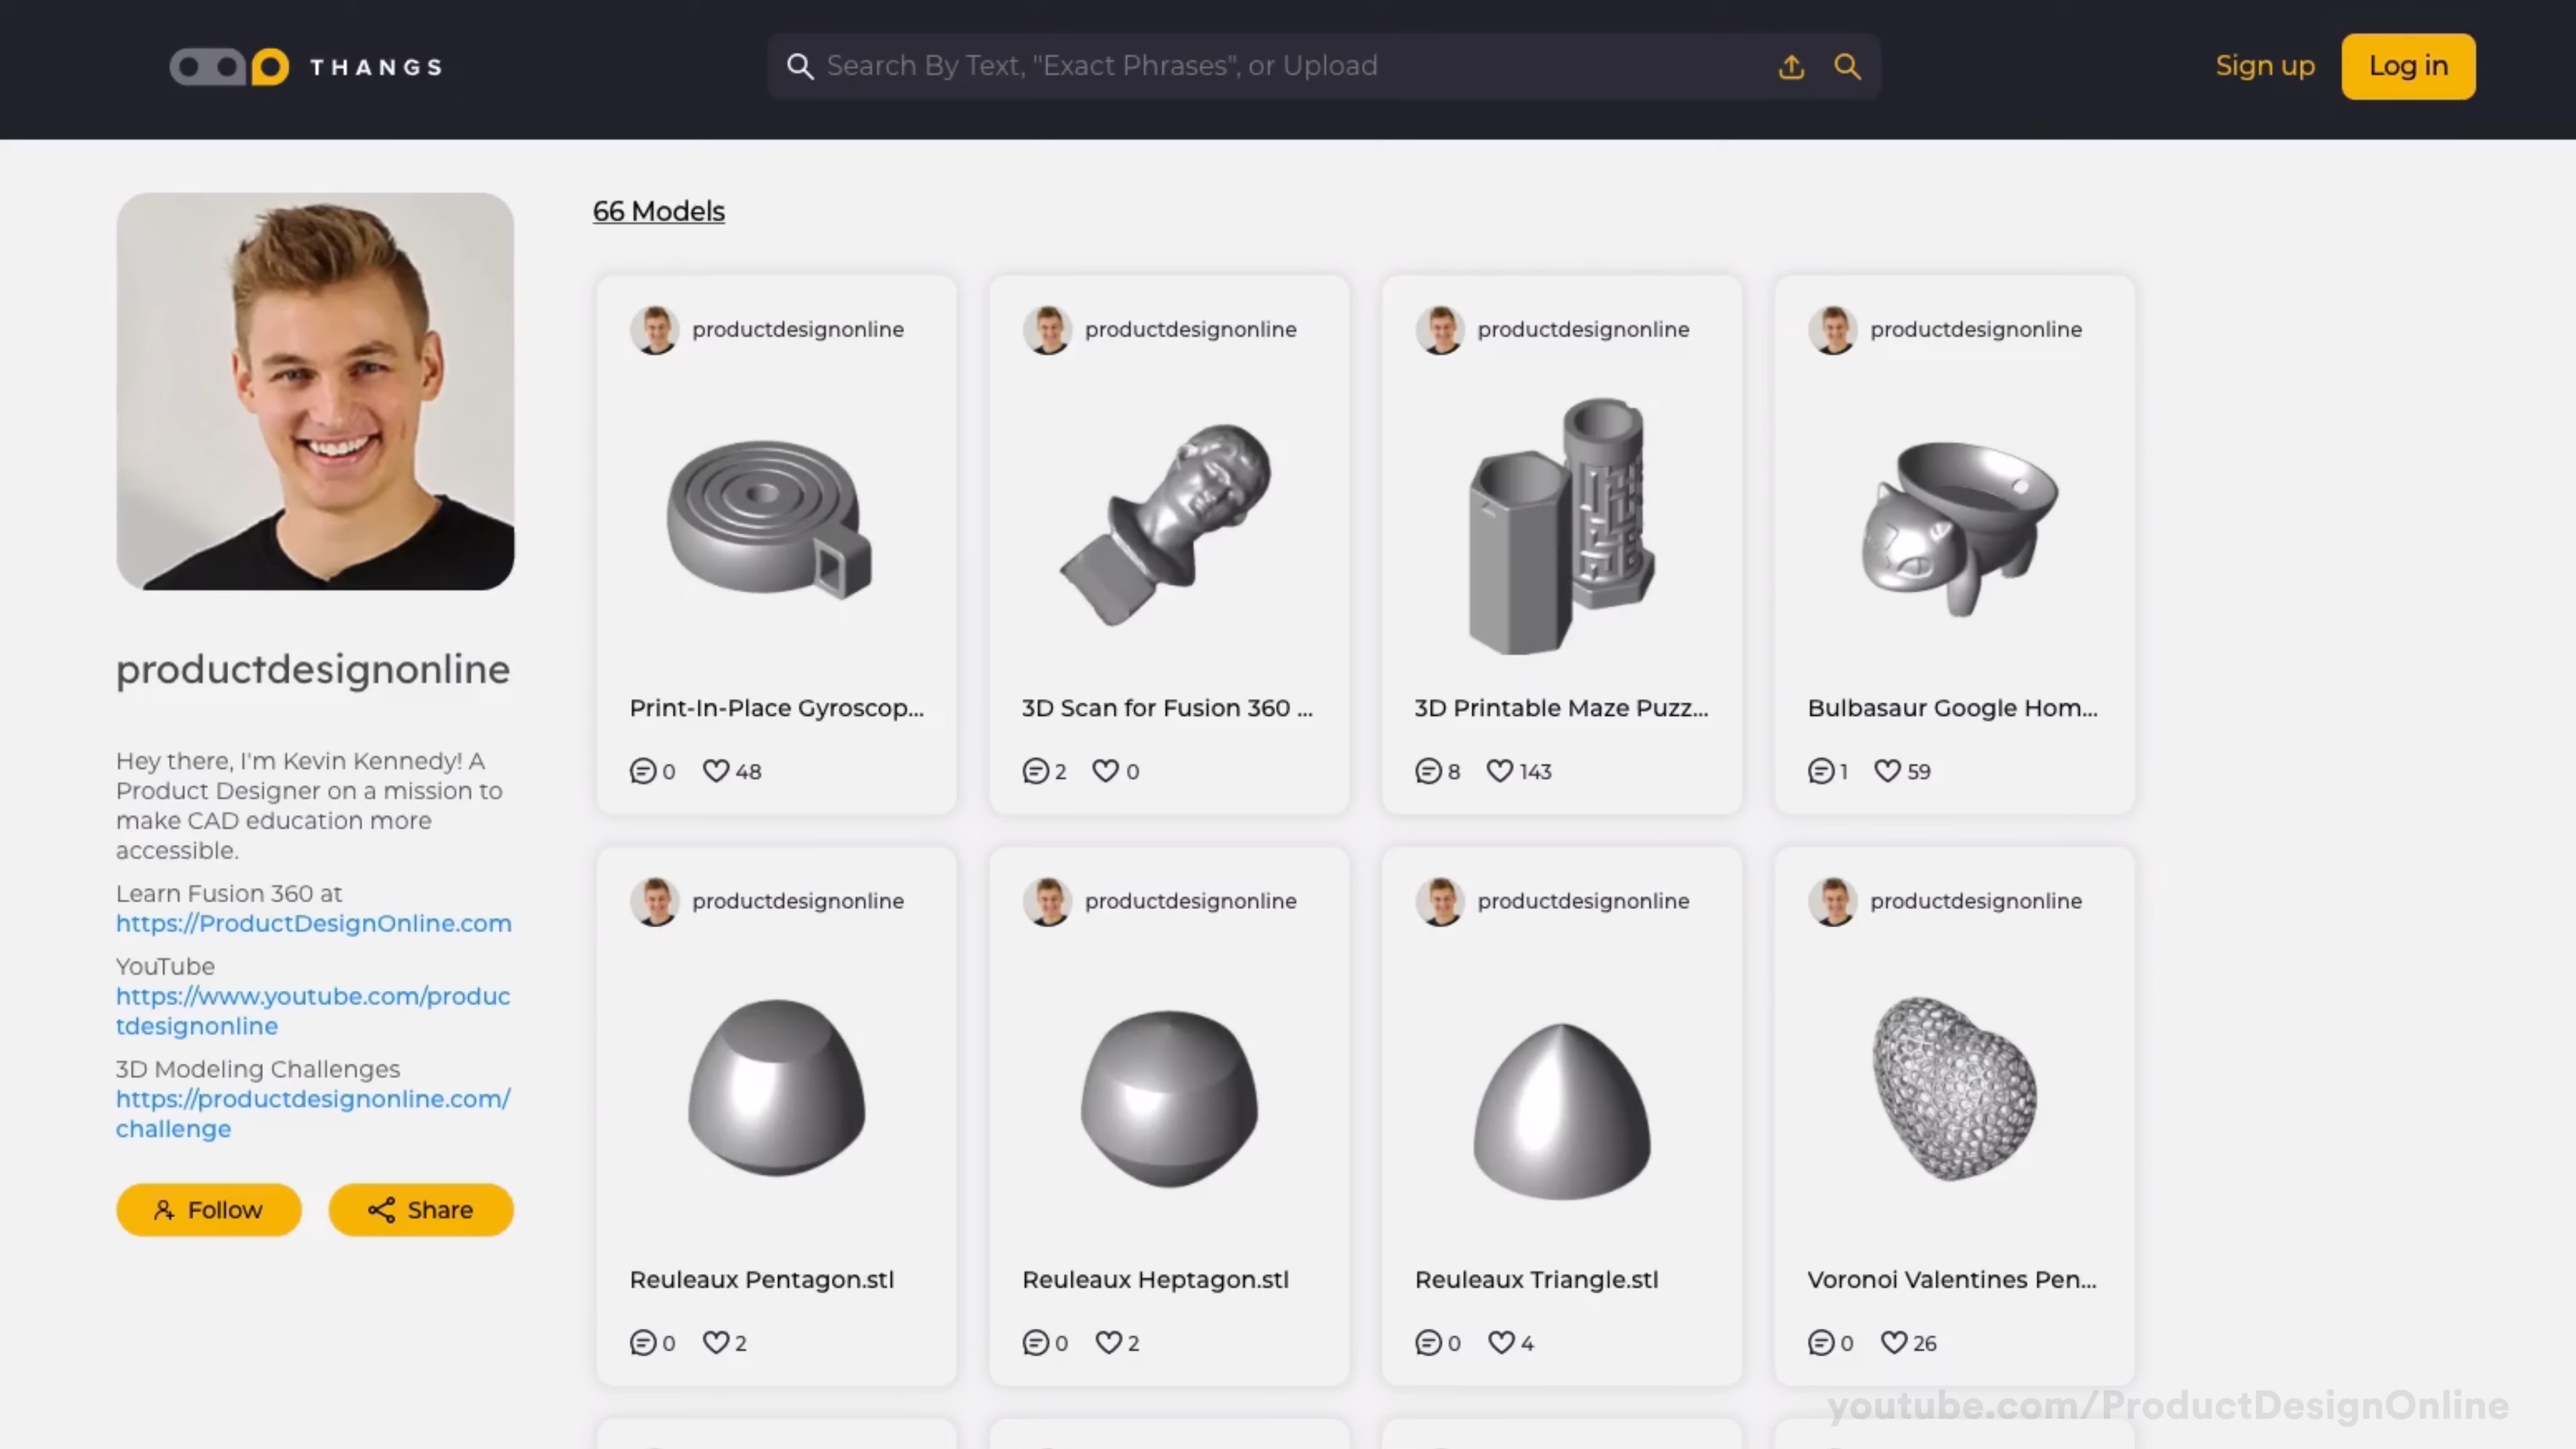 THANGS
Search By Text, "Exact Phrases", or Upload
Sign up
Log in
productdesignonline
Hey there, I'm Kevin Kennedy! A
Product Designer on a mission to
make CAD education more
accessible.
Learn Fusion 360 at
https://ProductDesignOnline.com
YouTube
https://www.youtube.com/produc
tdesignonline
3D Modeling Challenges
https://productdesignonline.com/
challenge
Follow
Share
66 Models
productdesignonline
Print-In-Place Gyroscop...
0 48
productdesignonline
3D Scan for Fusion 360 ...
2 0
productdesignonline
3D Printable Maze Puzz...
8 143
productdesignonline
Bulbasaur Google Hom...
1 59
productdesignonline
Reuleaux Pentagon.stl
0 2
productdesignonline
Reuleaux Heptagon.stl
0 2
productdesignonline
Reuleaux Triangle.stl
0 4
productdesignonline
Voronoi Valentines Pen...
0 26
youtube.com/ProductDesignOnline